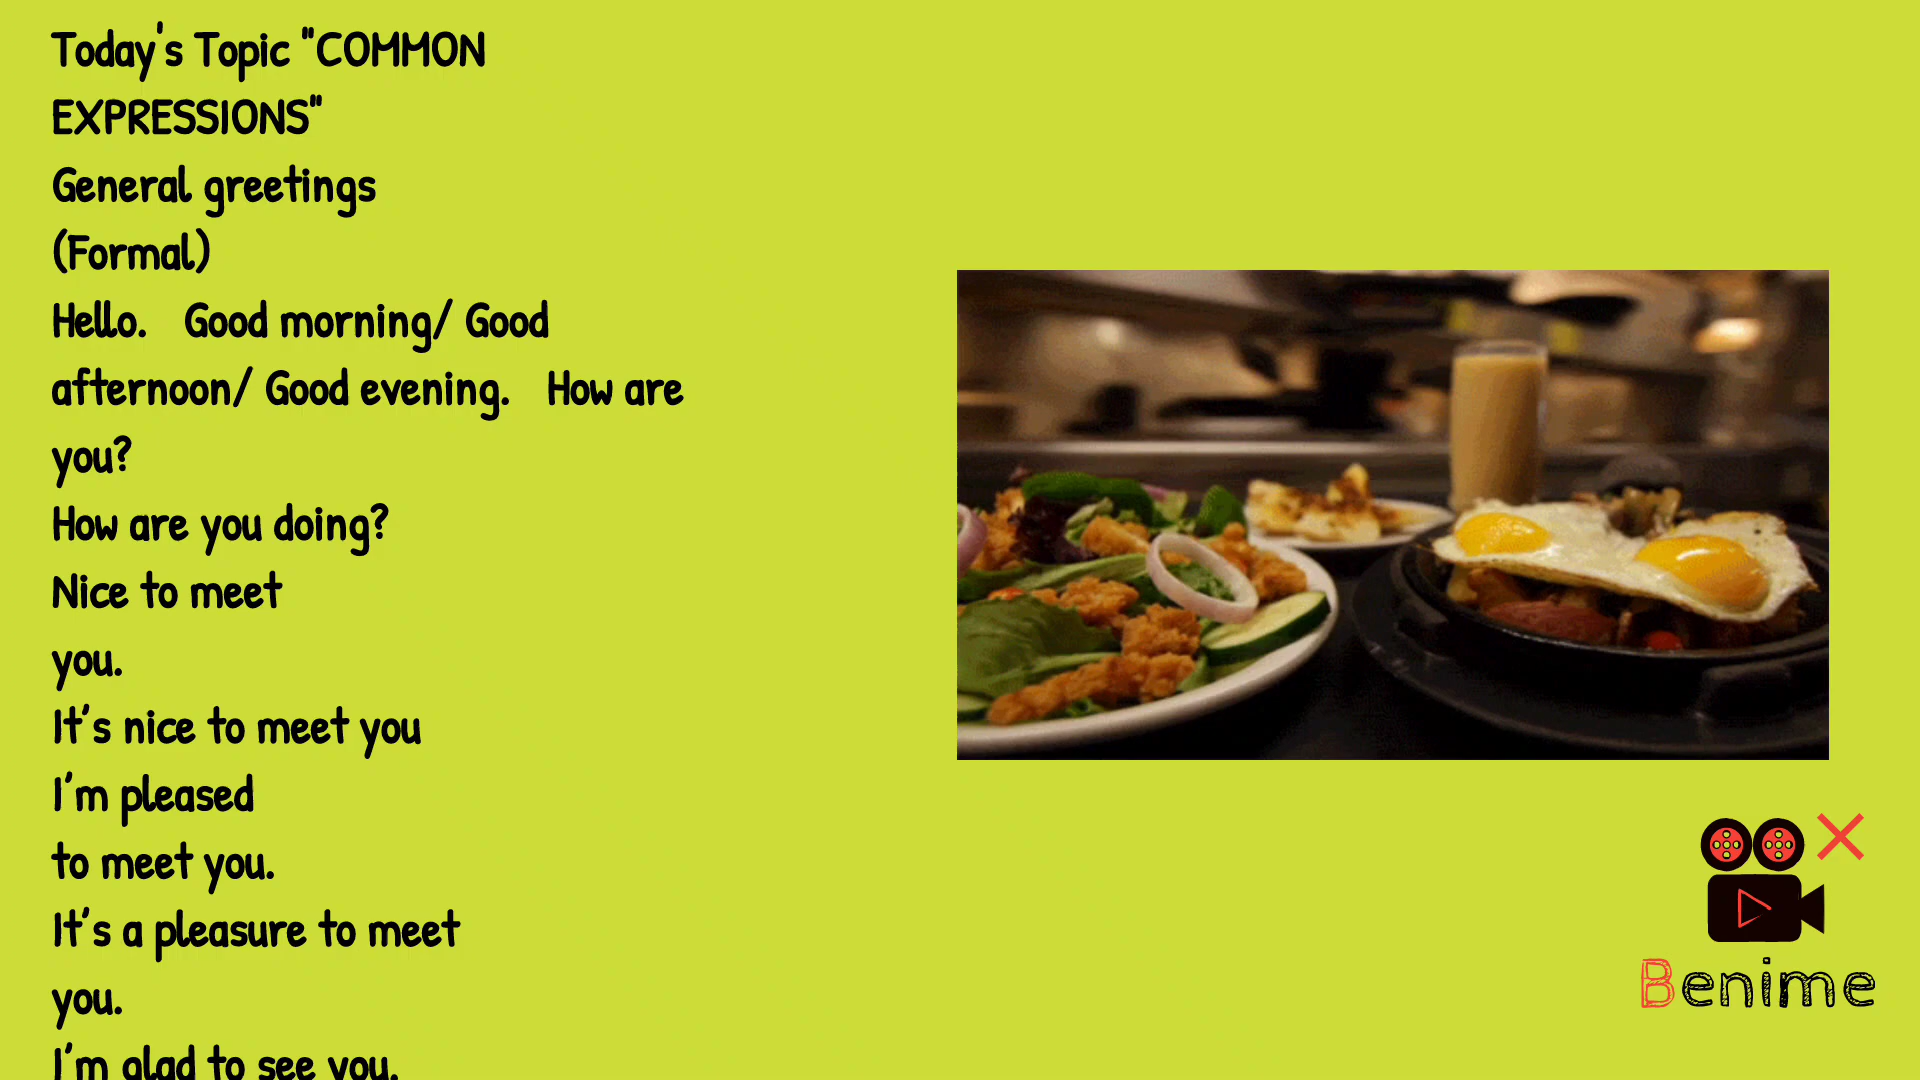 Today's Topic "COMMON
EXPRESSIONS"
General greetings
(Formal)
Hello.   Good morning/ Good
afternoon/ Good evening.   How are
you?
How are you doing?
Nice to meet
you.
It's nice to meet you
I'm pleased
to meet you.
It's a pleasure to meet
you.
I'm glad to see you.
Benime